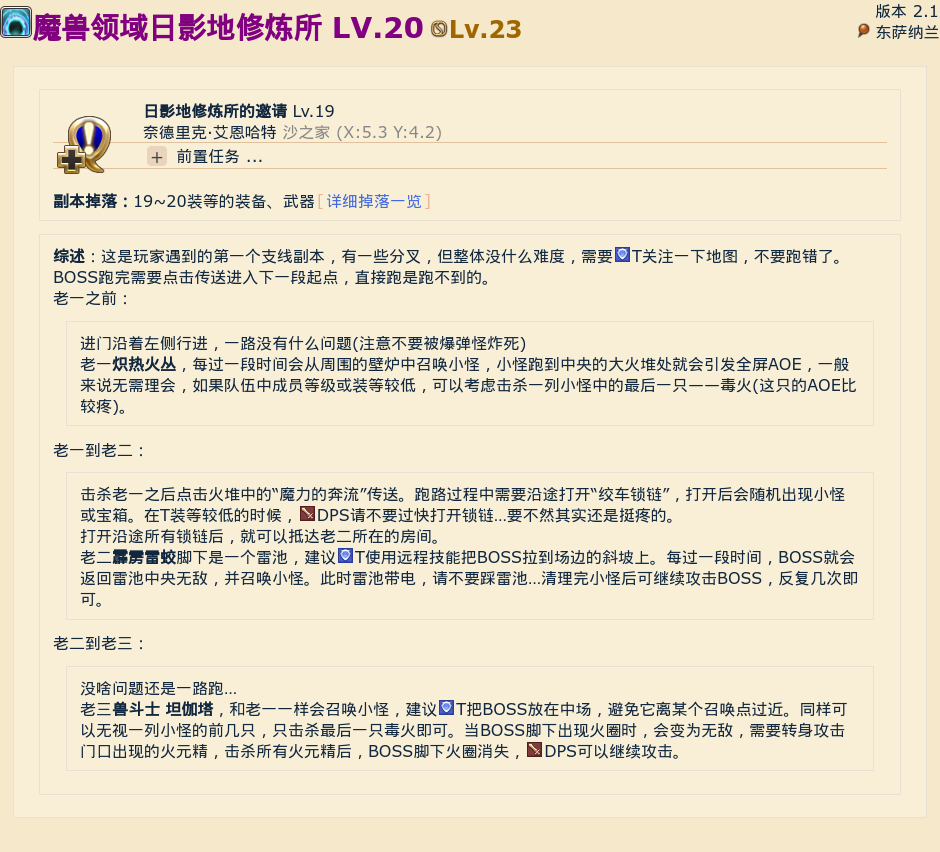 魔兽领域日影地修炼所 LV.20 Lv.23
版本 2.1
东萨纳兰
日影地修炼所的邀请 Lv.19
奈德里克·艾恩哈特 沙之家 (X:5.3 Y:4.2)
+ 前置任务 ...
副本掉落：19~20装等的装备、武器[详细掉落一览]
综述：这是玩家遇到的第一个支线副本，有一些分叉，但整体没什么难度，需要T关注一下地图，不要跑错了。
BOSS跑完需要点击传送进入下一段起点，直接跑是跑不到的。
老一之前：
进门沿着左侧行进，一路没有什么问题(注意不要被爆弹怪炸死)
老一炽热火丛，每过一段时间会从周围的壁炉中召唤小怪，小怪跑到中央的大火堆处就会引发全屏AOE，一般
来说无需理会，如果队伍中成员等级或装等较低，可以考虑击杀一列小怪中的最后一只——毒火(这只的AOE比
较疼)。
老一到老二：
击杀老一之后点击火堆中的“魔力的奔流”传送。跑路过程中需要沿途打开“绞车锁链”，打开后会随机出现小怪
或宝箱。在T装等较低的时候，DPS请不要过快打开锁链...要不然其实还是挺疼的。
打开沿途所有锁链后，就可以抵达老二所在的房间。
老二霹雳雷蛟脚下是一个雷池，建议T使用远程技能把BOSS拉到场边的斜坡上。每过一段时间，BOSS就会
返回雷池中央无敌，并召唤小怪。此时雷池带电，请不要踩雷池...清理完小怪后可继续攻击BOSS，反复几次即
可。
老二到老三：
没啥问题还是一路跑...
老三兽斗士 坦伽塔，和老一一样会召唤小怪，建议T把BOSS放在中场，避免它离某个召唤点过近。同样可
以无视一列小怪的前几只，只击杀最后一只毒火即可。当BOSS脚下出现火圈时，会变为无敌，需要转身攻击
门口出现的火元精，击杀所有火元精后，BOSS脚下火圈消失，DPS可以继续攻击。